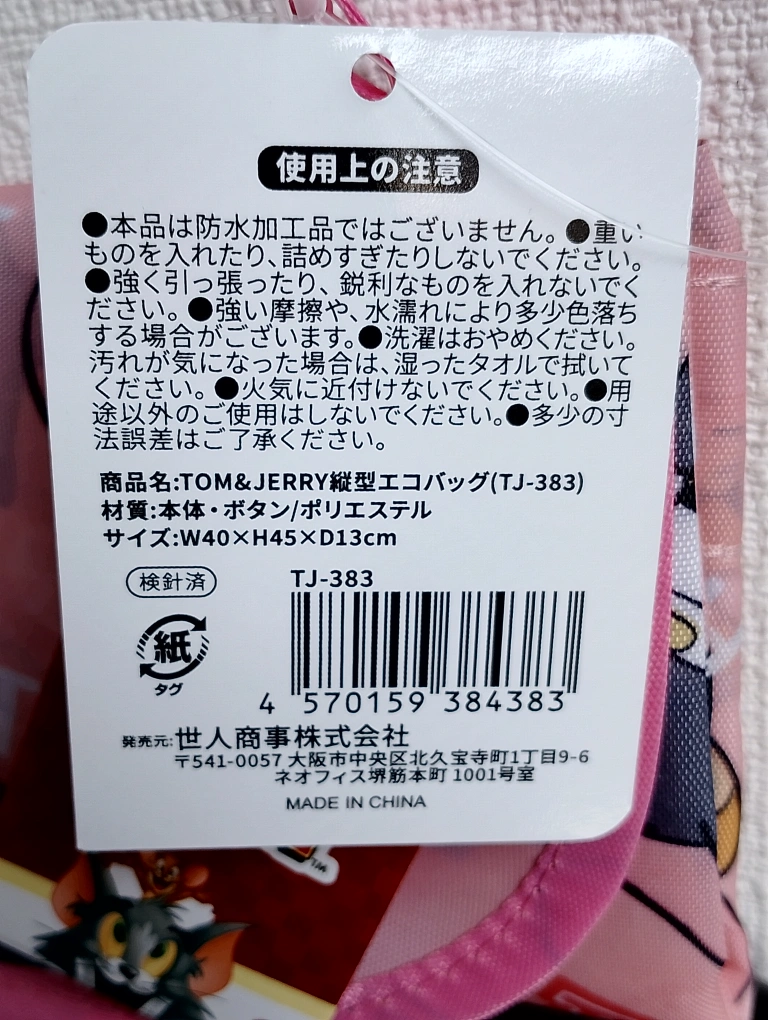 使用上の注意
●本品は防水加工品ではございません。●重い
ものを入れたり、詰めすぎたりしないでください。
●強く引っ張ったり、鋭利なものを入れないでく
ださい。●強い摩擦や、水濡れにより多少色落ち
する場合がございます。●洗濯はおやめください。
汚れが気になった場合は、湿ったタオルで拭いて
ください。●火気に近付けないでください。●用
途以外のご使用はしないでください。●多少の寸
法誤差はご了承ください。
商品名:TOM&JERRY縦型エコバッグ(TJ-383)
材質:本体・ボタン/ポリエステル
サイズ:W40×H45×D13cm
検針済
TJ-383
紙
タグ
4 570159 384383
発売元:世人商事株式会社
〒541-0057 大阪市中央区北久宝寺町1丁目9-6
ネオフィス堺筋本町 1001号室
MADE IN CHINA
TM